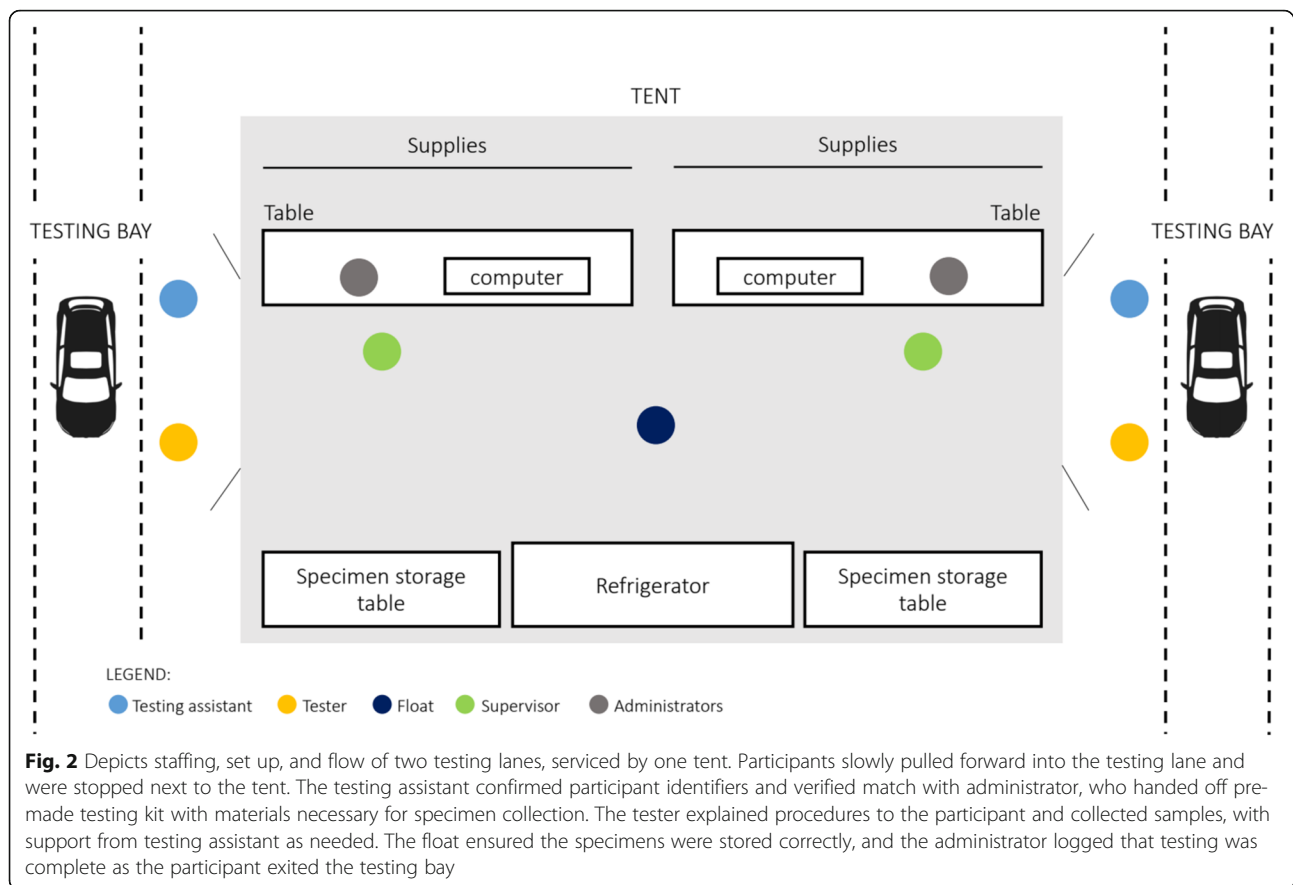 TENT
Supplies
Supplies
Table
Table
TESTING BAY
TESTING BAY
computer
computer
Specimen storage
table
Refrigerator
Specimen storage
table
LEGEND:
Testing assistant
Tester
Float
Supervisor
Administrators
Fig. 2 Depicts staffing, set up, and flow of two testing lanes, serviced by one tent. Participants slowly pulled forward into the testing lane and
were stopped next to the tent. The testing assistant confirmed participant identifiers and verified match with administrator, who handed off pre-
made testing kit with materials necessary for specimen collection. The tester explained procedures to the participant and collected samples, with
support from testing assistant as needed. The float ensured the specimens were stored correctly, and the administrator logged that testing was
complete as the participant exited the testing bay